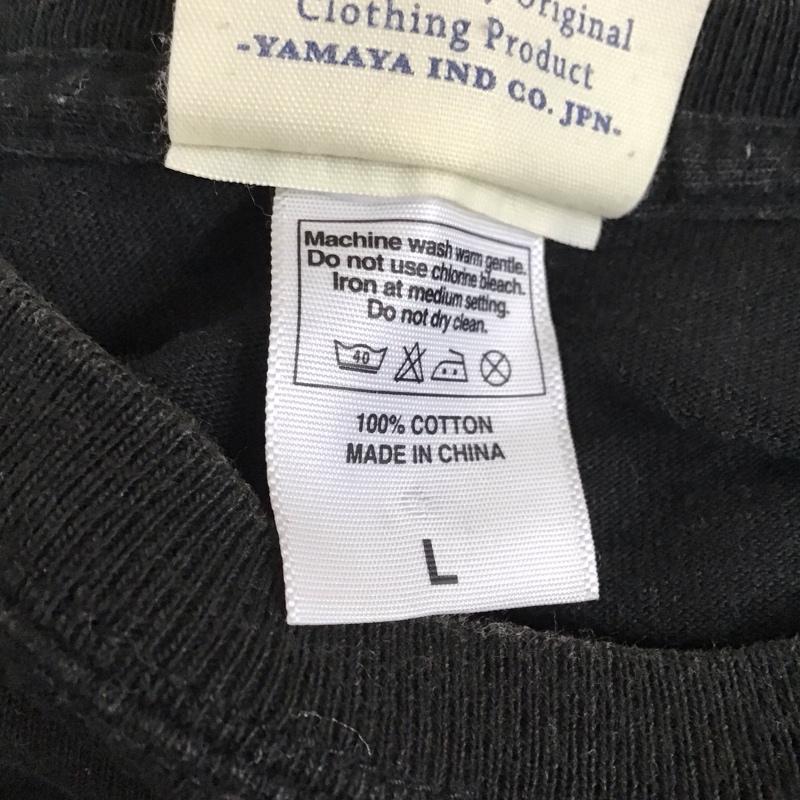 Original
Clothing Product
-YAMAYA IND CO. JPN-
Machine wash warm gentle.
Do not use chlorine bleach.
Iron at medium setting.
Do not dry clean.
40
100% COTTON
MADE IN CHINA
L